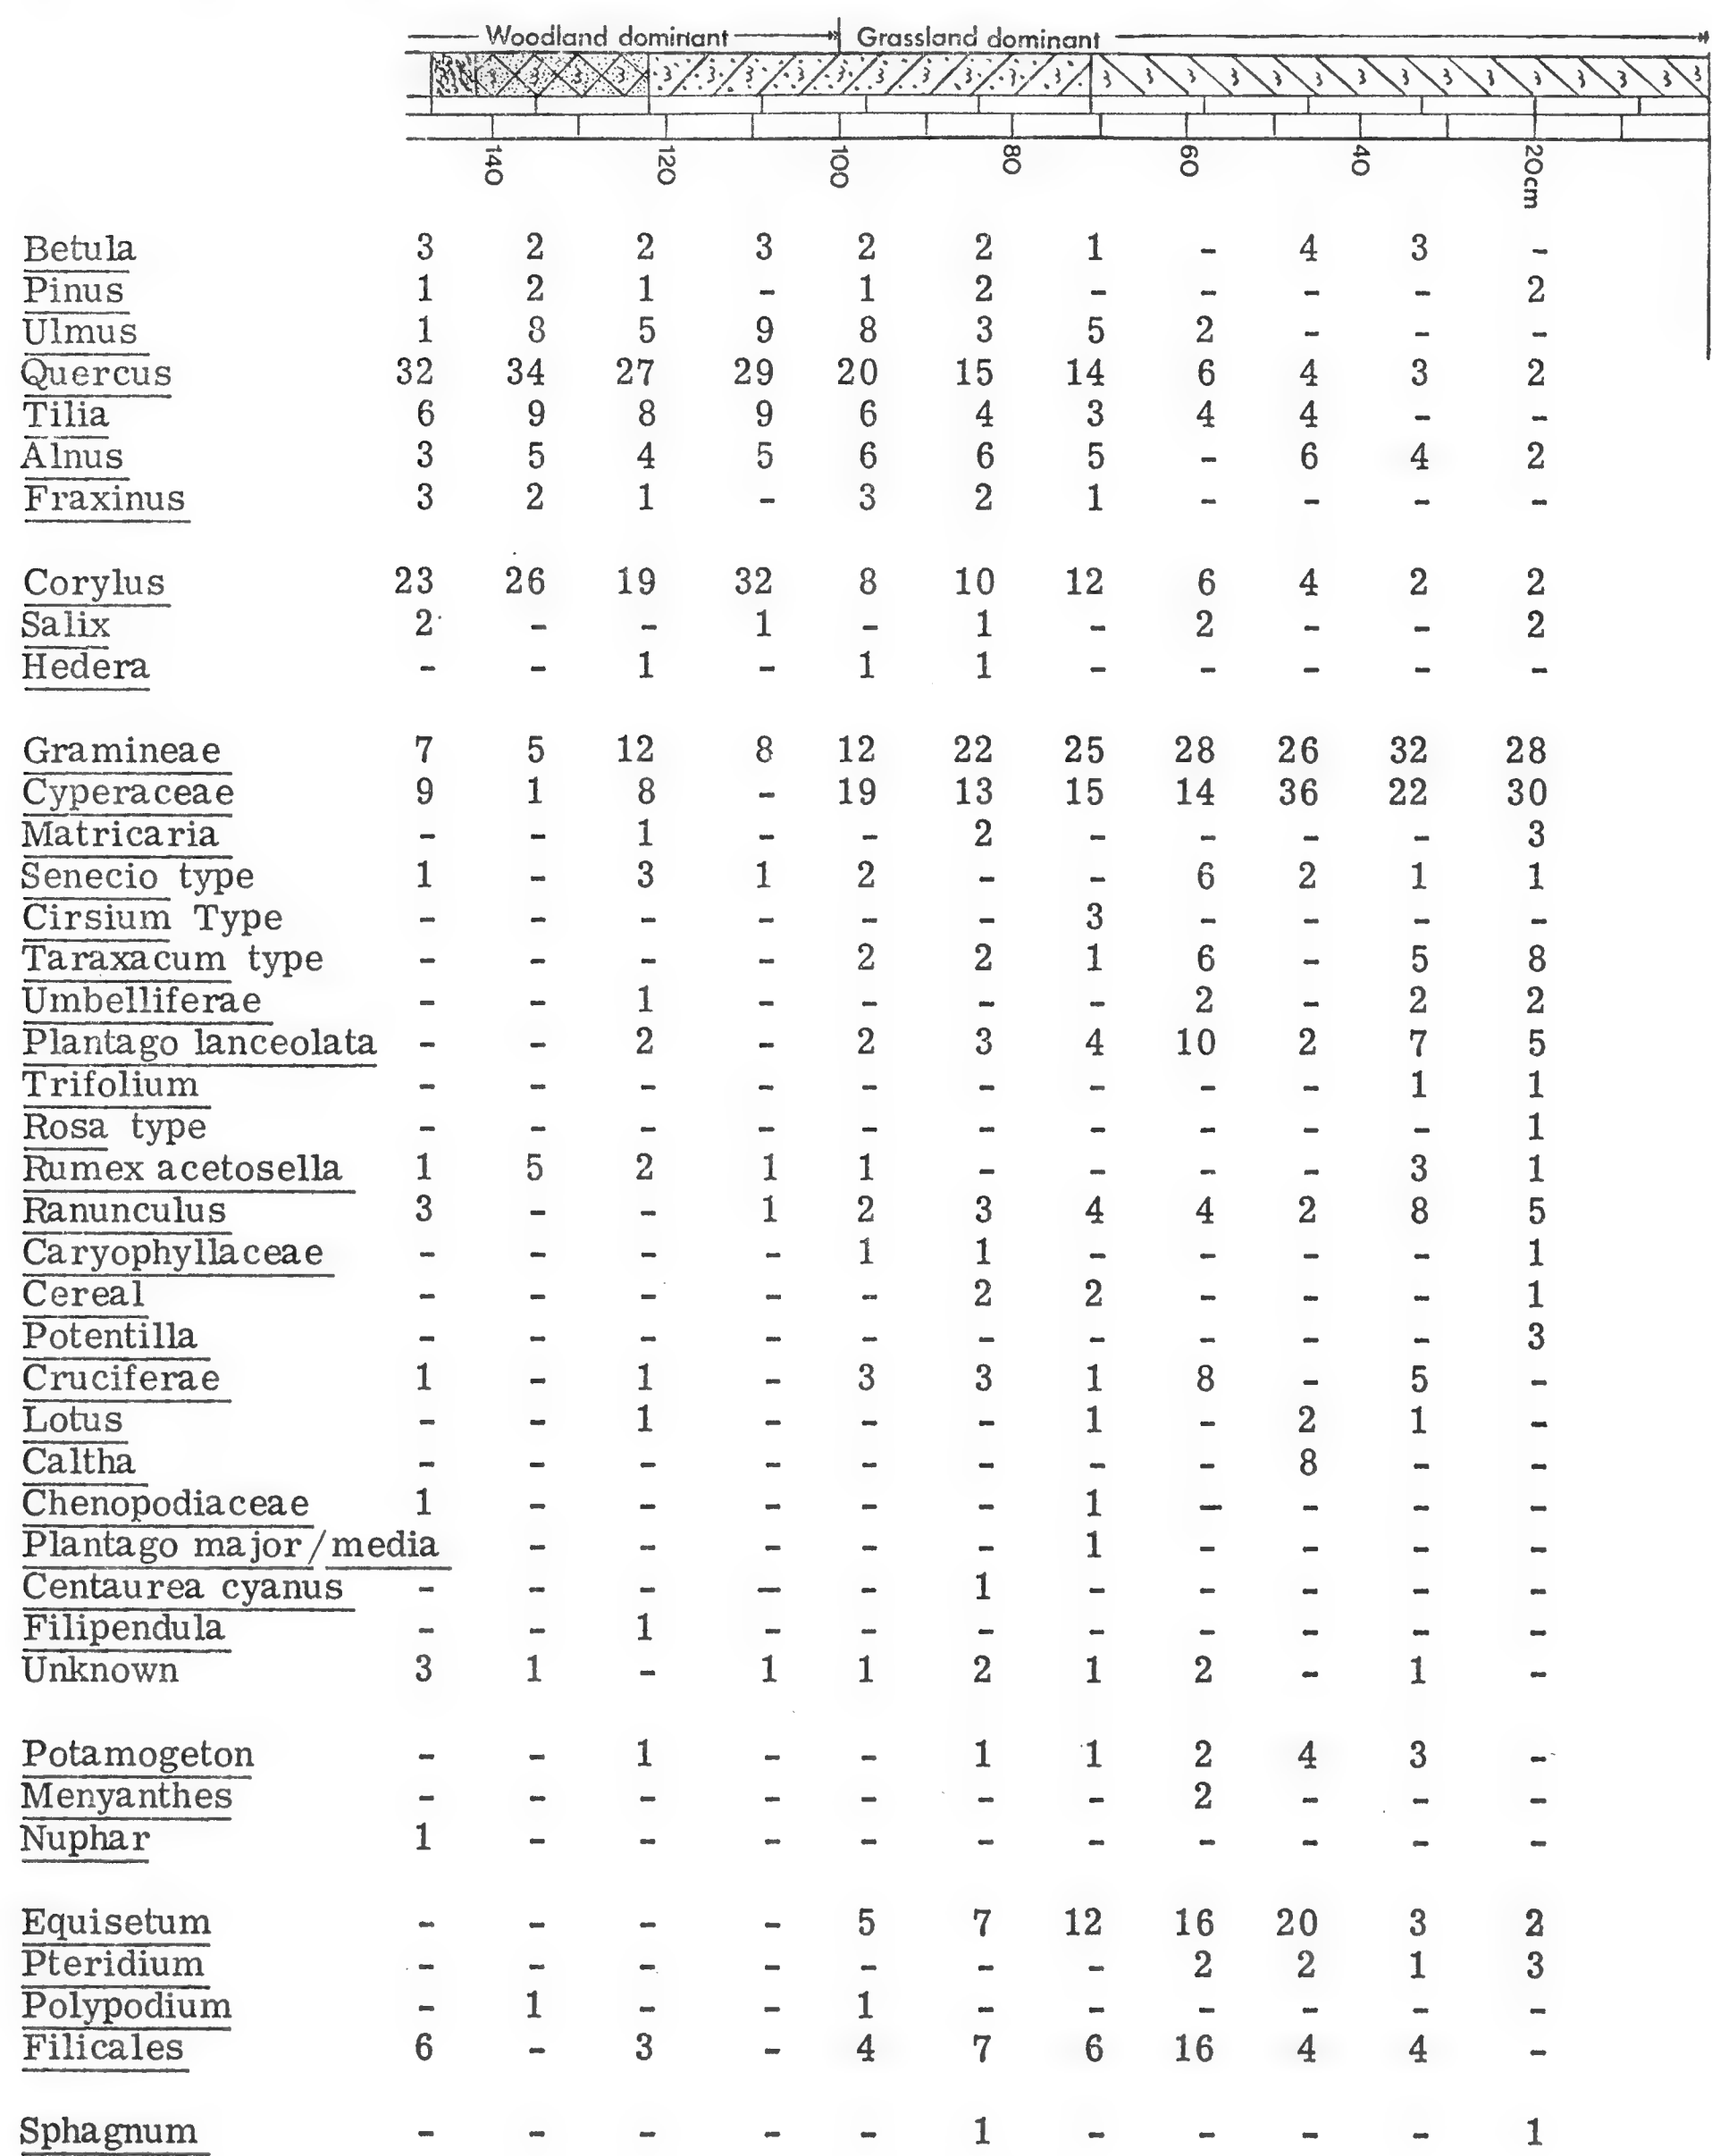 Woodland dominant Grassland dominant
140 120 100 80 60 40 20cm
Betula 3 2 2 3 2 2 1 - 4 3 -
Pinus 1 2 1 - 1 2 - - - - 2
Ulmus 1 8 5 9 8 3 5 2 - - -
Quercus 32 34 27 29 20 15 14 6 4 3 2
Tilia 6 9 8 9 6 4 3 4 4 - -
Alnus 3 5 4 5 6 6 5 - 6 4 2
Fraxinus 3 2 1 - 3 2 1 - - - -
Corylus 23 26 19 32 8 10 12 6 4 2 2
Salix 2 - - 1 - 1 - 2 - - 2
Hedera - - 1 - 1 1 - - - - -
Gramineae 7 5 12 8 12 22 25 28 26 32 28
Cyperaceae 9 1 8 - 19 13 15 14 36 22 30
Matricaria - - 1 - - 2 - - - - 3
Senecio type 1 - 3 1 2 - - 6 2 1 1
Cirsium Type - - - - - - 3 - - - -
Taraxacum type - - - - 2 2 1 6 - 5 8
Umbelliferae - - 1 - - - - 2 - 2 2
Plantago lanceolata - - 2 - 2 3 4 10 2 7 5
Trifolium - - - - - - - - - 1 1
Rosa type - - - - - - - - - - 1
Rumex acetosella 1 5 2 1 1 - - - - 3 1
Ranunculus 3 - - 1 2 3 4 4 2 8 5
Caryophyllaceae - - - - 1 1 - - - - 1
Cereal - - - - - 2 2 - - - 1
Potentilla - - - - - - - - - - 3
Cruciferae 1 - 1 - 3 3 1 8 - 5 -
Lotus - - 1 - - - 1 - 2 1 -
Caltha - - - - - - - - 8 - -
Chenopodiaceae 1 - - - - - 1 - - - -
Plantago major/media - - - - - 1 - - - -
Centaurea cyanus - - - - - 1 - - - - -
Filipendula - - 1 - - - - - - - -
Unknown 3 1 - 1 1 2 1 2 - 1 -
Potamogeton - - 1 - - 1 1 2 4 3 -
Menyanthes - - - - - - - 2 - - -
Nuphar 1 - - - - - - - - - -
Equisetum - - - - 5 7 12 16 20 3 2
Pteridium - - - - - - - 2 2 1 3
Polypodium - 1 - - 1 - - - - - -
Filicales 6 - 3 - 4 7 6 16 4 4 -
Sphagnum - - - - - 1 - - - - 1